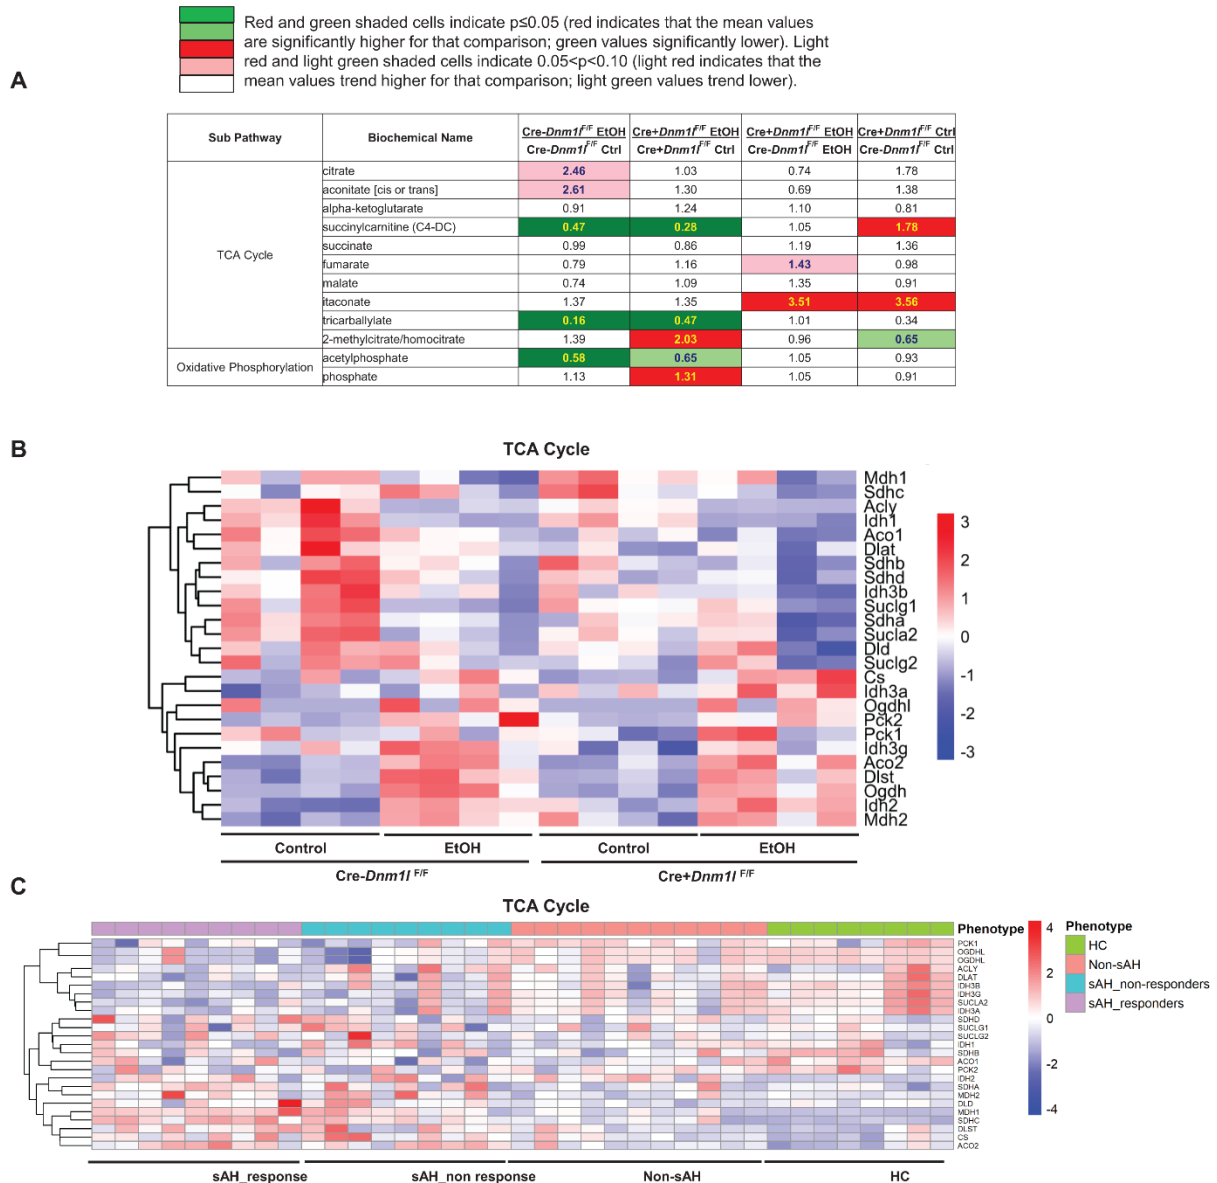 Red and green shaded cells indicate p≤0.05 (red indicates that the mean values
are significantly higher for that comparison; green values significantly lower). Light
red and light green shaded cells indicate 0.05<p<0.10 (light red indicates that the
mean values trend higher for that comparison; light green values trend lower).
A
Sub Pathway Biochemical Name Cre-Dnm1l F/F EtOH Cre+Dnm1l F/F EtOH Cre+Dnm1l F/F EtOH Cre+Dnm1l F/F Ctrl
Cre-Dnm1l F/F Ctrl Cre+Dnm1l F/F Ctrl Cre-Dnm1l F/F EtOH Cre-Dnm1l F/F Ctrl
TCA Cycle
citrate 2.46 1.03 0.74 1.78
aconitate [cis or trans] 2.61 1.30 0.69 1.38
alpha-ketoglutarate 0.91 1.24 1.10 0.81
succinylcarnitine (C4-DC) 0.47 0.28 1.05 1.78
succinate 0.99 0.86 1.19 1.36
fumarate 0.79 1.16 1.43 0.98
malate 0.74 1.09 1.35 0.91
itaconate 1.37 1.35 3.51 3.56
tricarballylate 0.16 0.47 1.01 0.34
2-methylcitrate/homocitrate 1.39 2.03 0.96 0.65
Oxidative Phosphorylation
acetylphosphate 0.58 0.65 1.05 0.93
phosphate 1.13 1.31 1.05 0.91
B
TCA Cycle
Mdh1
Sdhc
Acly
Idh1
Aco1
Dlat
Sdhb
Sdhd
Idh3b
Suclg1
Sdha
Sucla2
Dld
Suclg2
Cs
Idh3a
Ogdhl
Pck2
Pck1
Idh3g
Aco2
Dlst
Ogdh
Idh2
Mdh2
3
2
1
0
-1
-2
-3
Control EtOH Control EtOH
Cre-Dnm1l F/F Cre+Dnm1l F/F
C
TCA Cycle
Phenotype
PCK1
OGDHL
OGDHL
ACLY
DLAT
IDH3B
IDH3G
SUCLA2
IDH3A
SDHD
SUCLG1
SUCLG2
IDH1
SDHB
ACO1
PCK2
IDH2
SDHA
MDH2
DLD
MDH1
SDHC
DLST
CS
ACO2
4
2
0
-2
-4
Phenotype
HC
Non-sAH
sAH_non-responders
sAH_responders
sAH_response sAH_non response Non-sAH HC